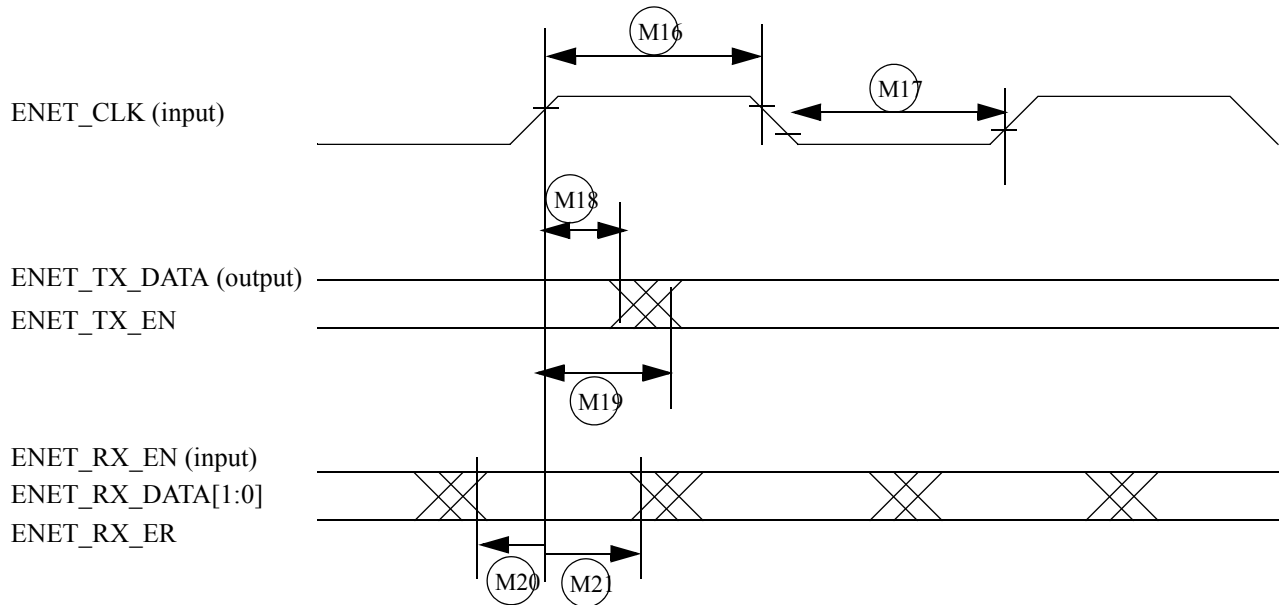 M16
ENET_CLK (input)
M17
M18
ENET_TX_DATA (output)
ENET_TX_EN
M19
ENET_RX_EN (input)
ENET_RX_DATA[1:0]
ENET_RX_ER
M20
M21